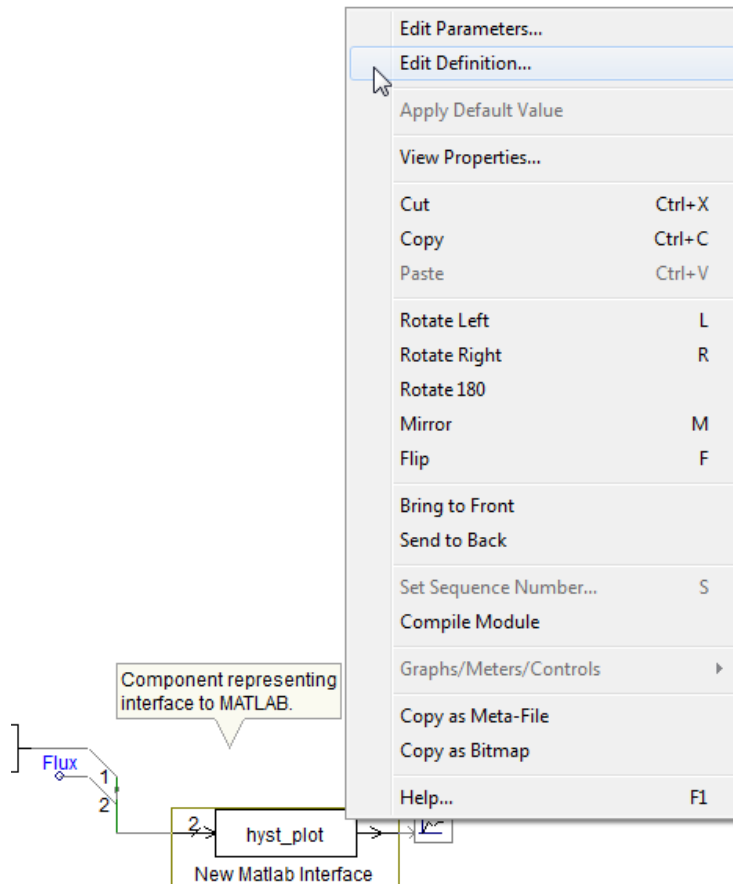 Edit Parameters...
Edit Definition...
Apply Default Value
View Properties...
Cut Ctrl+X
Copy Ctrl+C
Paste Ctrl+V
Rotate Left L
Rotate Right R
Rotate 180
Mirror M
Flip F
Bring to Front
Send to Back
Set Sequence Number... S
Compile Module
Graphs/Meters/Controls
Copy as Meta-File
Copy as Bitmap
Help... F1
Component representing
interface to MATLAB.
Flux
1
2
2
hyst_plot
New Matlab Interface